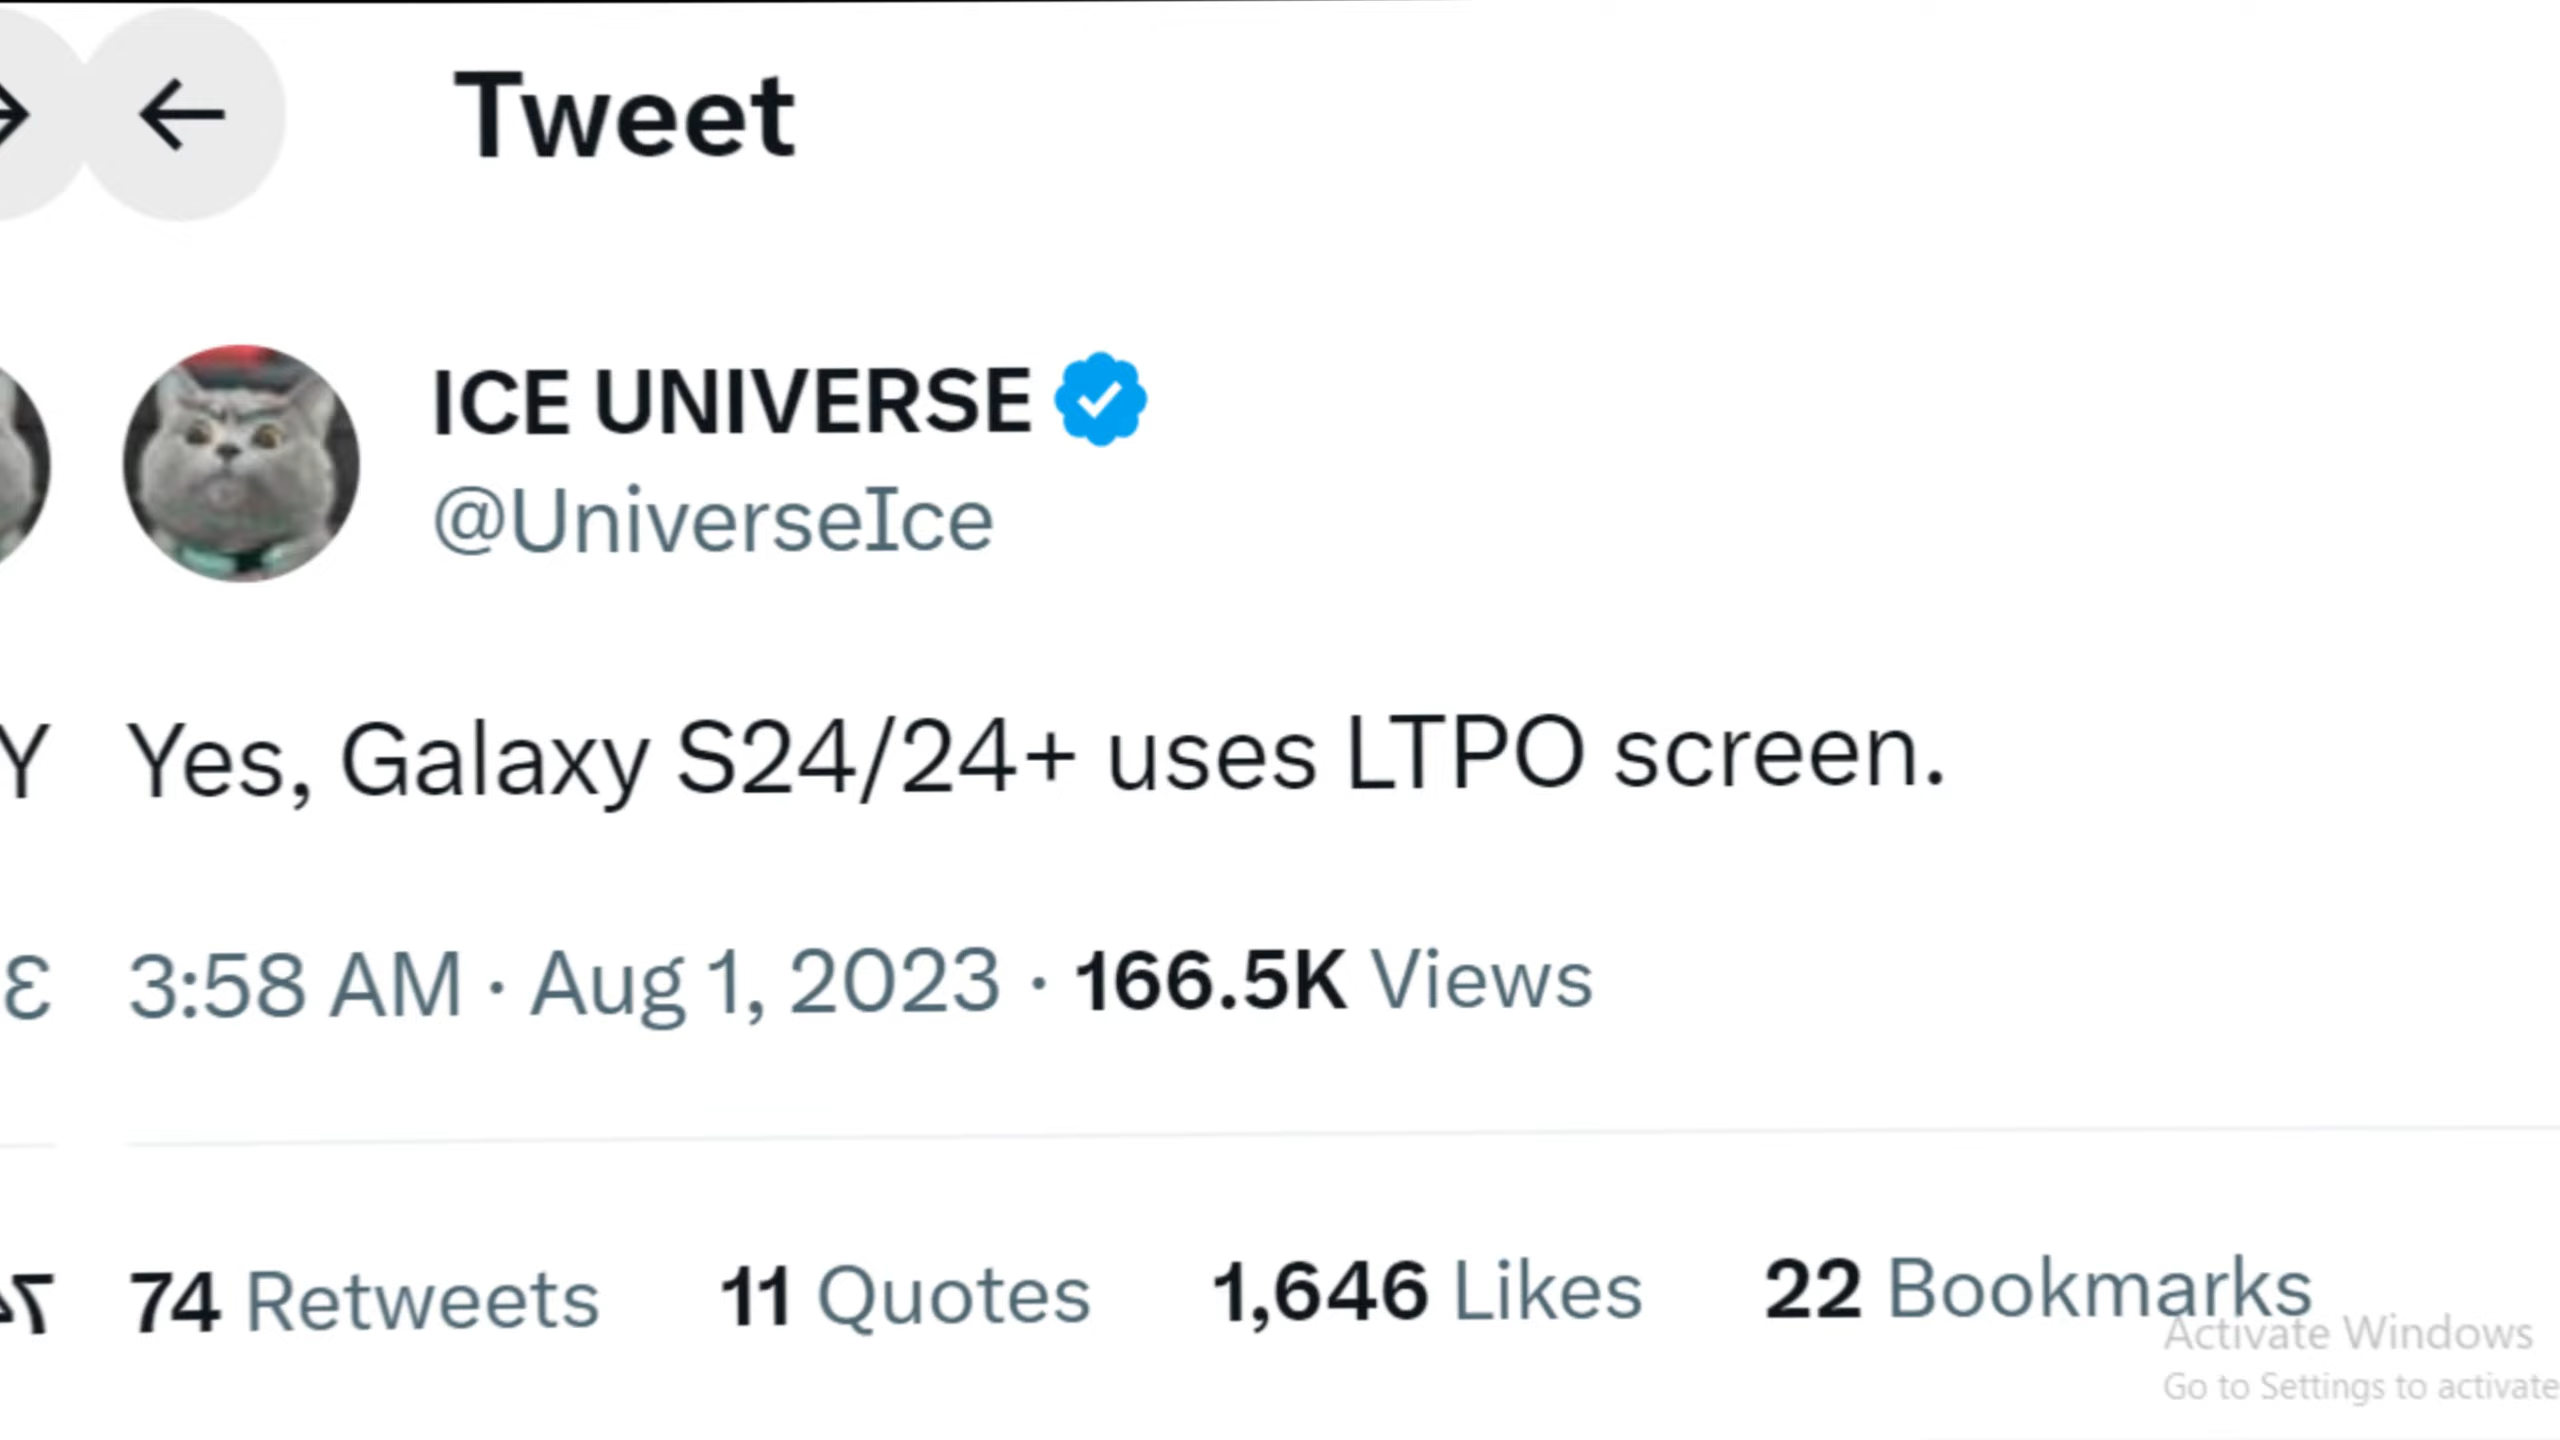 Tweet
ICE UNIVERSE
@UniverseIce
Yes, Galaxy S24/24+ uses LTPO screen.
3:58 AM · Aug 1, 2023 · 166.5K Views
74 Retweets 11 Quotes 1,646 Likes 22 Bookmarks
Activate Windows
Go to Settings to activate